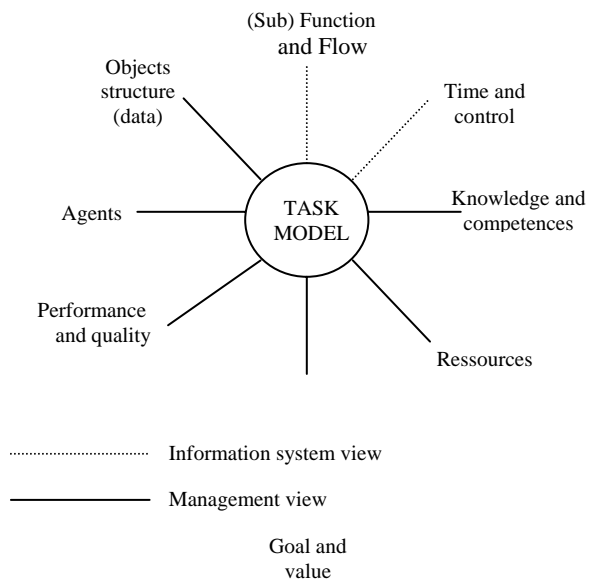 (Sub) Function
and Flow
Objects
structure
(data)
Time and
control
Agents
TASK
MODEL
Knowledge and
competences
Performance
and quality
Ressources
Information system view
Management view
Goal and
value